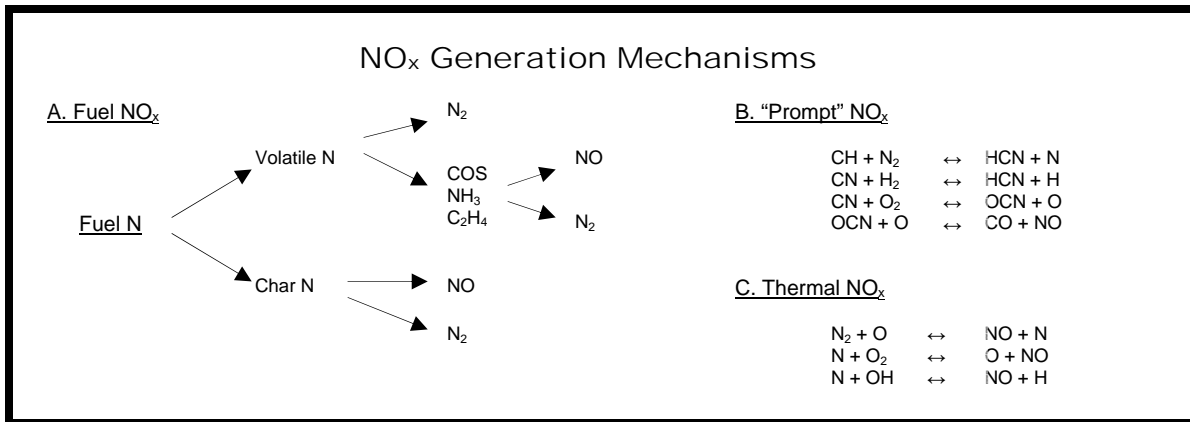 NOₓ Generation Mechanisms
A. Fuel NOₓ
N₂
Volatile N
NO
COS
NH₃
C₂H₄
N₂
Fuel N
Char N
NO
N₂
B. “Prompt” NOₓ
CH + N₂ ↔ HCN + N
CN + H₂ ↔ HCN + H
CN + O₂ ↔ OCN + O
OCN + O ↔ CO + NO
C. Thermal NOₓ
N₂ + O ↔ NO + N
N + O₂ ↔ O + NO
N + OH ↔ NO + H